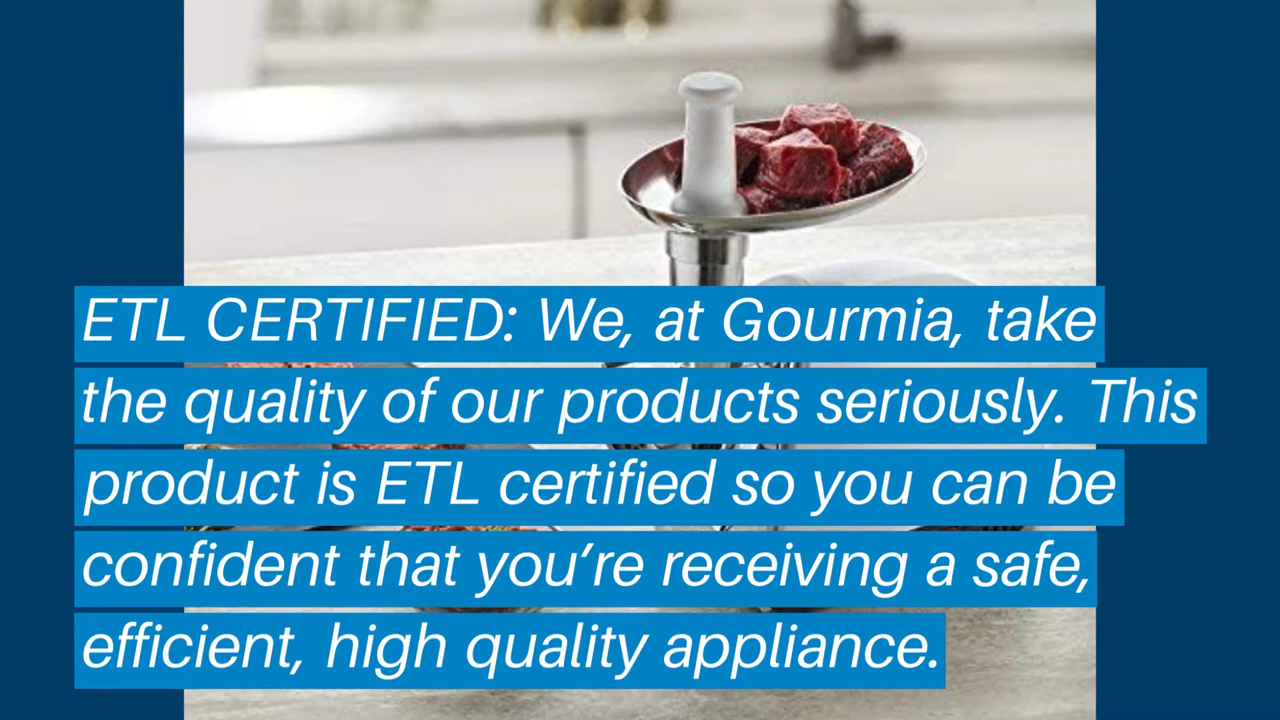 ETL CERTIFIED: We, at Gourmia, take
the quality of our products seriously. This
product is ETL certified so you can be
confident that you’re receiving a safe,
efficient, high quality appliance.